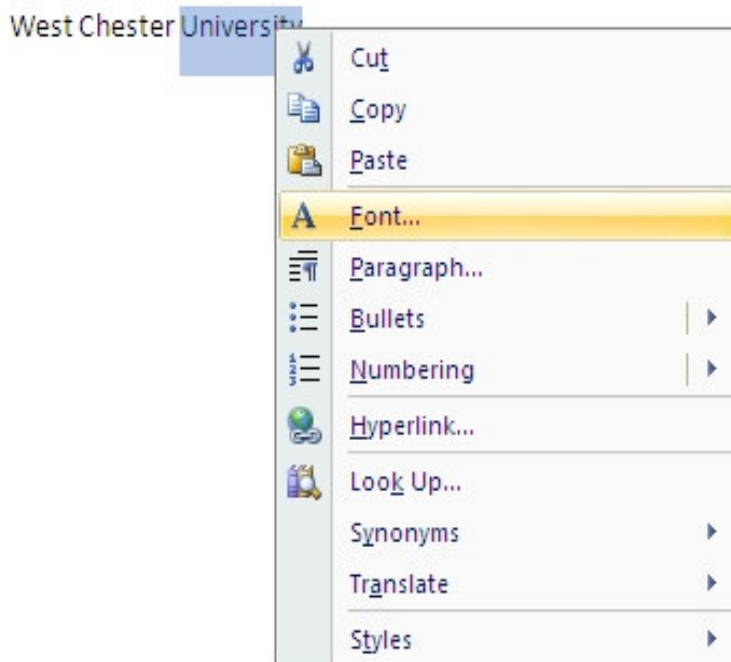 West Chester University
Cut
Copy
Paste
Font...
Paragraph...
Bullets
Numbering
Hyperlink...
Look Up...
Synonyms
Translate
Styles